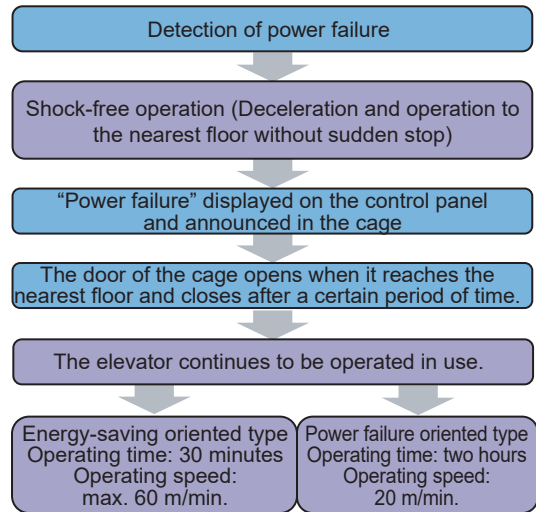 Detection of power failure
Shock-free operation (Deceleration and operation to
the nearest floor without sudden stop)
“Power failure” displayed on the control panel
and announced in the cage
The door of the cage opens when it reaches the
nearest floor and closes after a certain period of time.
The elevator continues to be operated in use.
Energy-saving oriented type
Operating time: 30 minutes
Operating speed:
max. 60 m/min.
Power failure oriented type
Operating time: two hours
Operating speed:
20 m/min.